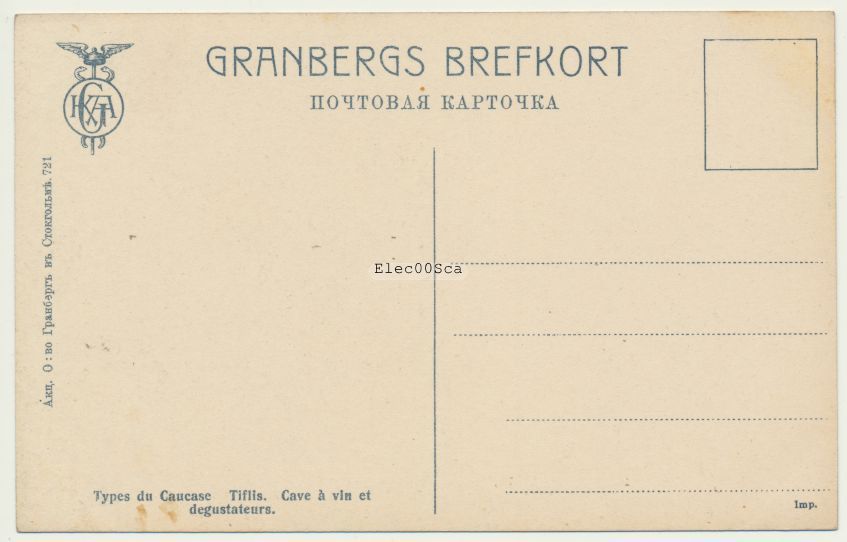 GRANBERGS BREFKORT
ПОЧТОВАЯ КАРТОЧКА
Акц. О:во Гранбергъ въ Стокгольмѣ. 721
Elec00Sca
Types du Caucase Tiflis. Cave à vin et
degustateurs.
Imp.